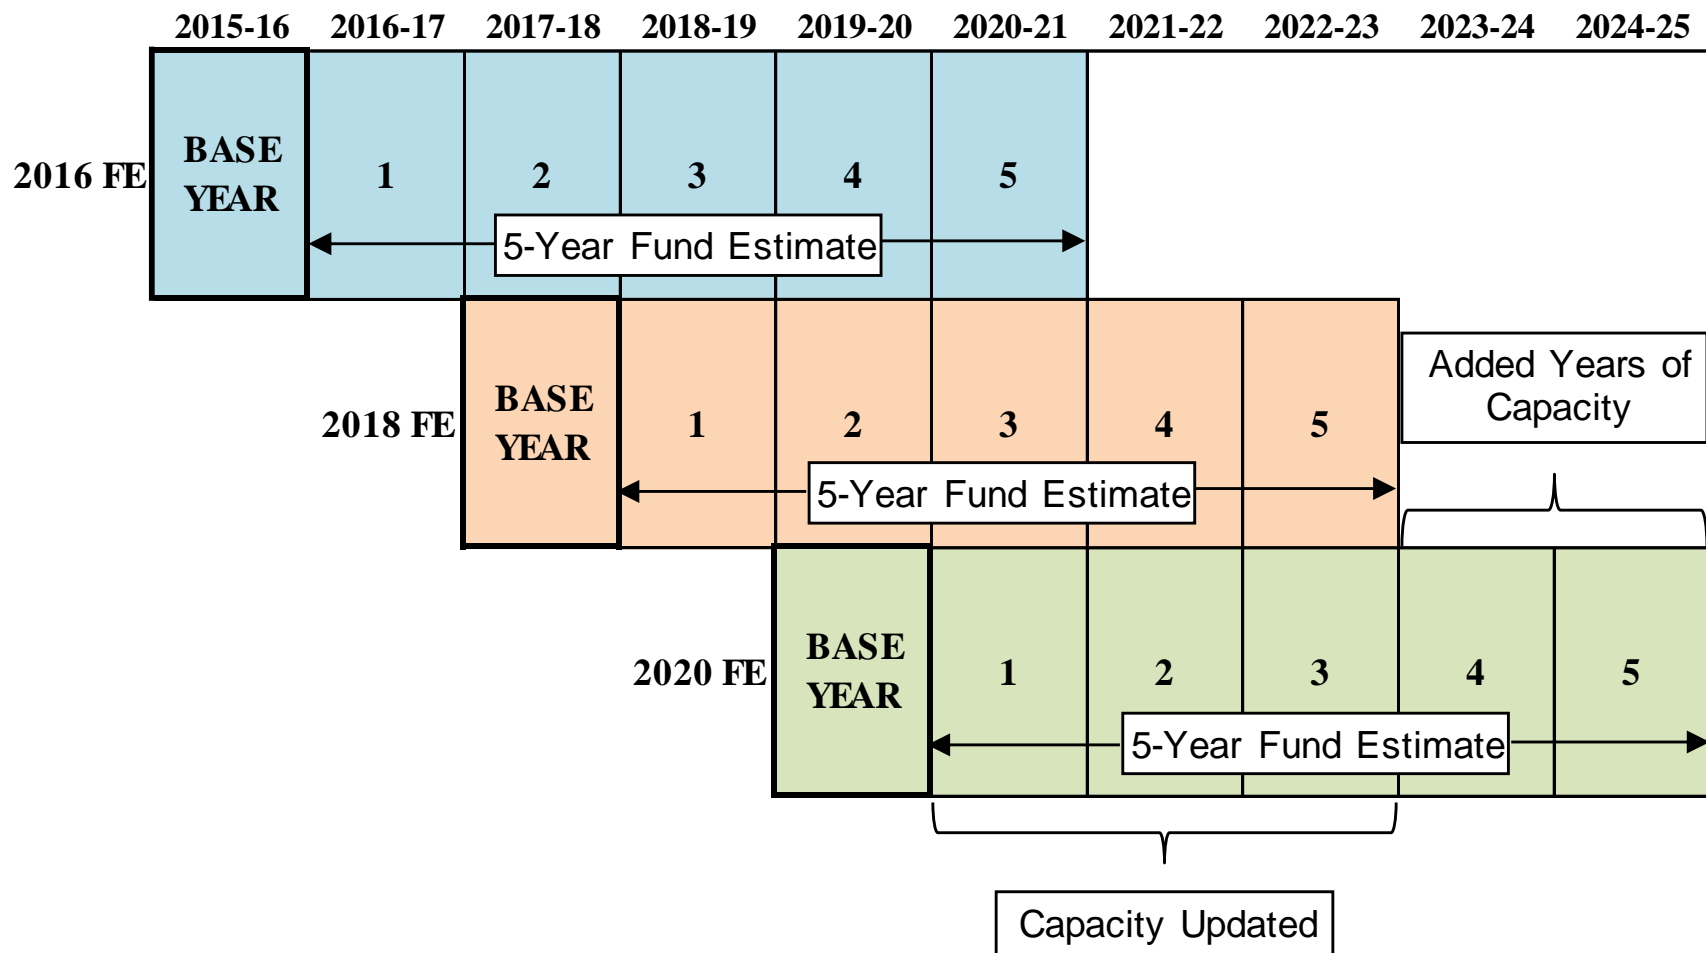 2015-16 2016-17 2017-18 2018-19 2019-20 2020-21 2021-22 2022-23 2023-24 2024-25
2016 FE
BASE
YEAR
1 2 3 4 5
5-Year Fund Estimate
2018 FE
BASE
YEAR
1 2 3 4 5
5-Year Fund Estimate
Added Years of
Capacity
2020 FE
BASE
YEAR
1 2 3 4 5
5-Year Fund Estimate
Capacity Updated